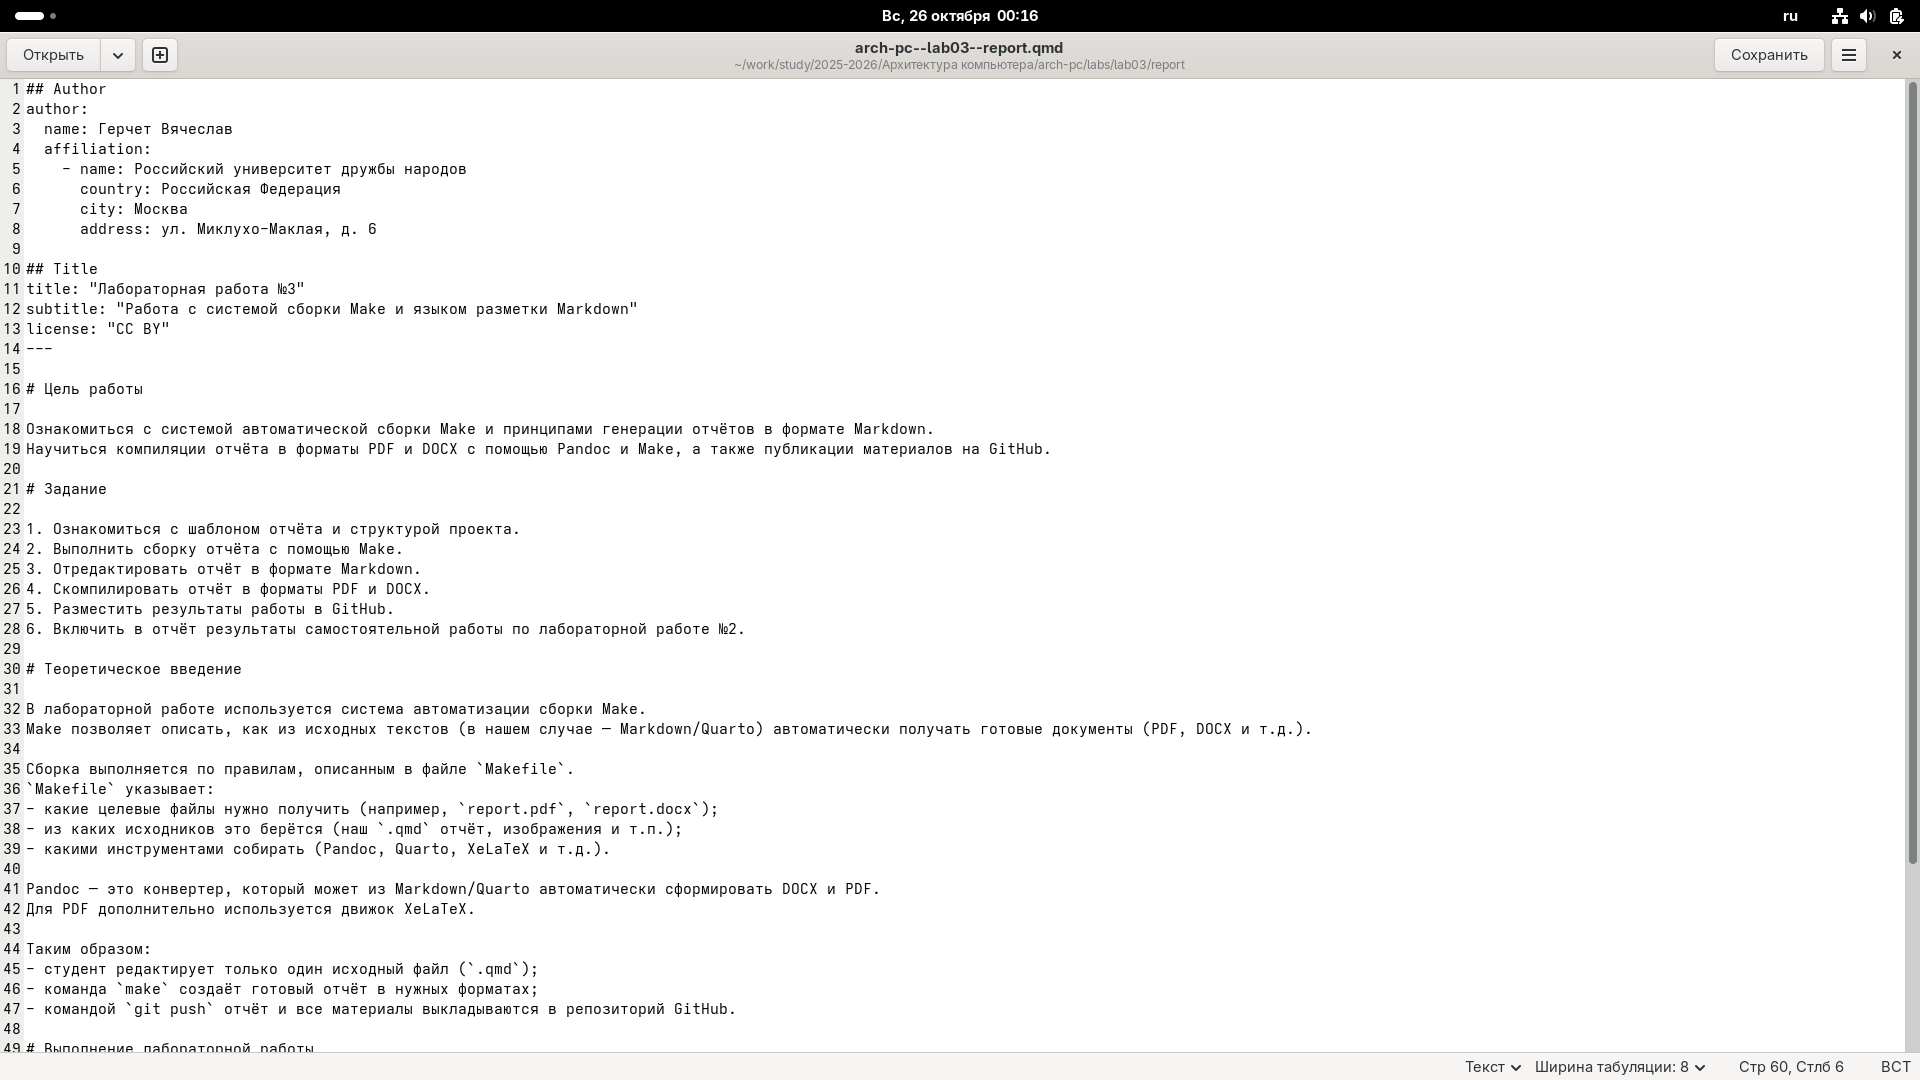 Вс, 26 октября 00:16
ru
Открыть
arch-pc--lab03--report.qmd
~/work/study/2025-2026/Архитектура компьютера/arch-pc/labs/lab03/report
Сохранить
1 ## Author
2 author:
3   name: Герчет Вячеслав
4   affiliation:
5     - name: Российский университет дружбы народов
6       country: Российская Федерация
7       city: Москва
8       address: ул. Миклухо-Маклая, д. 6
9
10 ## Title
11 title: "Лабораторная работа №3"
12 subtitle: "Работа с системой сборки Make и языком разметки Markdown"
13 license: "CC BY"
14 ---
15
16 # Цель работы
17
18 Ознакомиться с системой автоматической сборки Make и принципами генерации отчётов в формате Markdown.
19 Научиться компиляции отчёта в форматы PDF и DOCX с помощью Pandoc и Make, а также публикации материалов на GitHub.
20
21 # Задание
22
23 1. Ознакомиться с шаблоном отчёта и структурой проекта.
24 2. Выполнить сборку отчёта с помощью Make.
25 3. Отредактировать отчёт в формате Markdown.
26 4. Скомпилировать отчёт в форматы PDF и DOCX.
27 5. Разместить результаты работы в GitHub.
28 6. Включить в отчёт результаты самостоятельной работы по лабораторной работе №2.
29
30 # Теоретическое введение
31
32 В лабораторной работе используется система автоматизации сборки Make.
33 Make позволяет описать, как из исходных текстов (в нашем случае — Markdown/Quarto) автоматически получать готовые документы (PDF, DOCX и т.д.).
34
35 Сборка выполняется по правилам, описанным в файле `Makefile`.
36 `Makefile` указывает:
37 - какие целевые файлы нужно получить (например, `report.pdf`, `report.docx`);
38 - из каких исходников это берётся (наш `.qmd` отчёт, изображения и т.п.);
39 - какими инструментами собирать (Pandoc, Quarto, XeLaTeX и т.д.).
40
41 Pandoc — это конвертер, который может из Markdown/Quarto автоматически сформировать DOCX и PDF.
42 Для PDF дополнительно используется движок XeLaTeX.
43
44 Таким образом:
45 - студент редактирует только один исходный файл (`.qmd`);
46 - команда `make` создаёт готовый отчёт в нужных форматах;
47 - командой `git push` отчёт и все материалы выкладываются в репозиторий GitHub.
48
49 # Выполнение лабораторной работы
Текст
Ширина табуляции: 8
Стр 60, Стлб 6
ВСТ